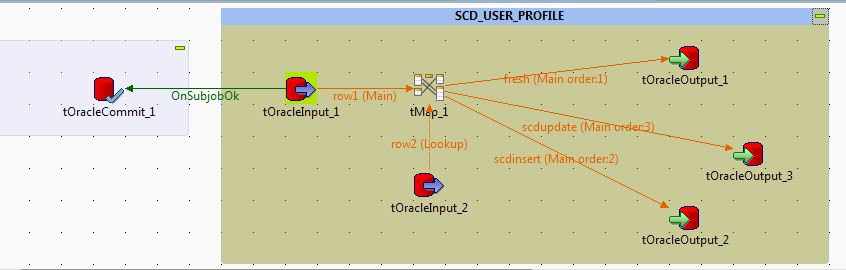 SCD_USER_PROFILE
fresh (Main order:1)
tOracleOutput_1
OnSubjobOk
row1 (Main)
tOracleCommit_1
tOracleInput_1
tMap_1
scdupdate (Main order:3)
row2 (Lookup)
scdinsert (Main order:2)
tOracleOutput_3
tOracleInput_2
tOracleOutput_2